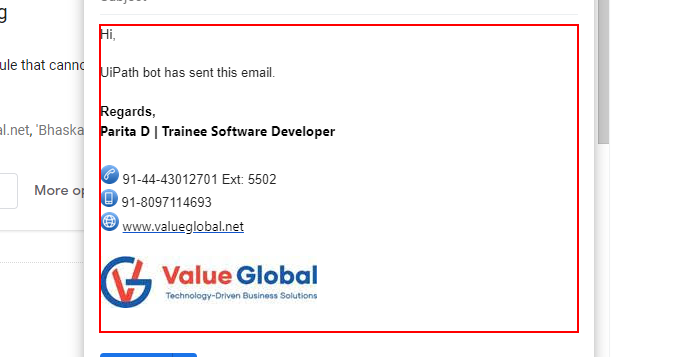 Hi,
ule that canno
UiPath bot has sent this email.
Regards,
al.net, 'Bhaska
Parita D | Trainee Software Developer
91-44-43012701 Ext: 5502
More op
91-8097114693
www.valueglobal.net
Value Global
Technology-Driven Business Solutions